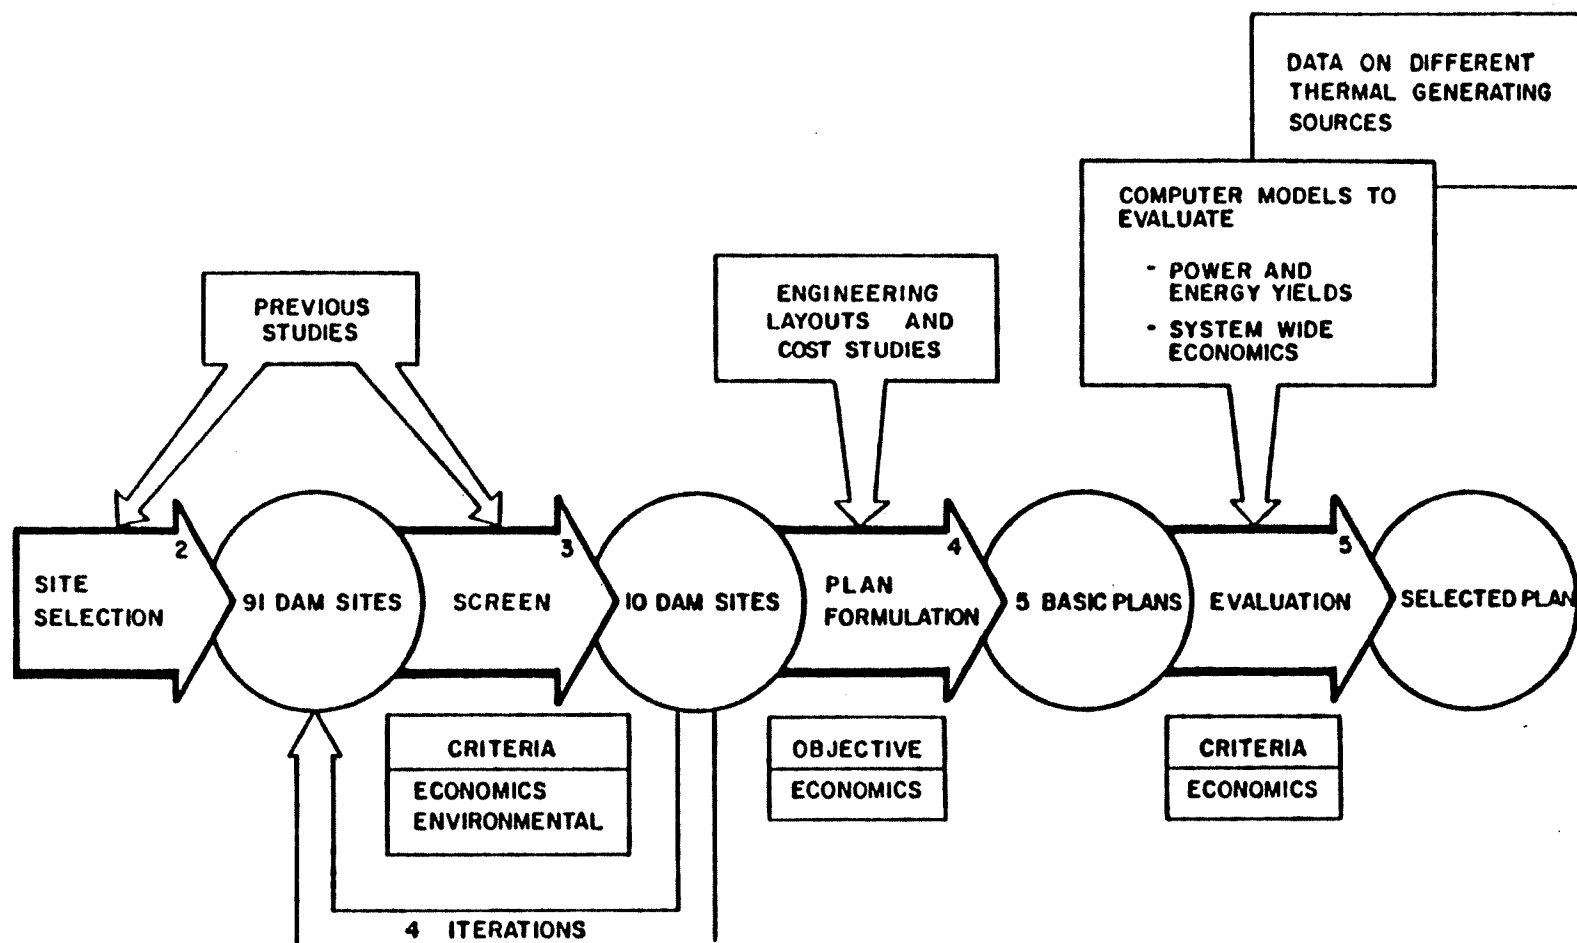 DATA ON DIFFERENT
THERMAL GENERATING
SOURCES
COMPUTER MODELS TO
EVALUATE
- POWER AND
ENERGY YIELDS
- SYSTEM WIDE
ECONOMICS
PREVIOUS
STUDIES
ENGINEERING
LAYOUTS AND
COST STUDIES
2
SITE
SELECTION
91 DAM SITES
3
SCREEN
10 DAM SITES
4
PLAN
FORMULATION
5 BASIC PLANS
5
EVALUATION
SELECTED PLAN
CRITERIA
ECONOMICS
ENVIRONMENTAL
OBJECTIVE
ECONOMICS
CRITERIA
ECONOMICS
4 ITERATIONS